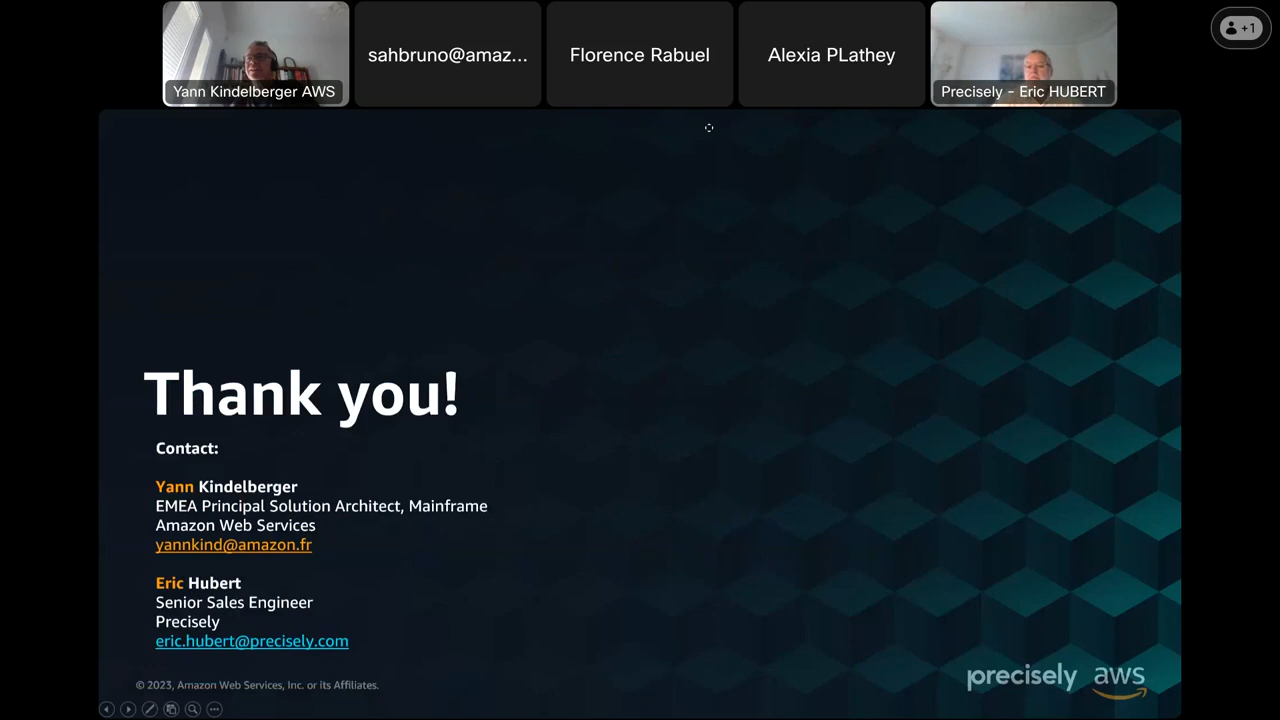 Yann Kindelberger AWS
sahbruno@amaz...
Florence Rabuel
Alexia PLathey
Precisely - Eric HUBERT
+1
Thank you!
Contact:
Yann Kindelberger
EMEA Principal Solution Architect, Mainframe
Amazon Web Services
yannkind@amazon.fr
Eric Hubert
Senior Sales Engineer
Precisely
eric.hubert@precisely.com
© 2023, Amazon Web Services, Inc. or its Affiliates.
precisely aws